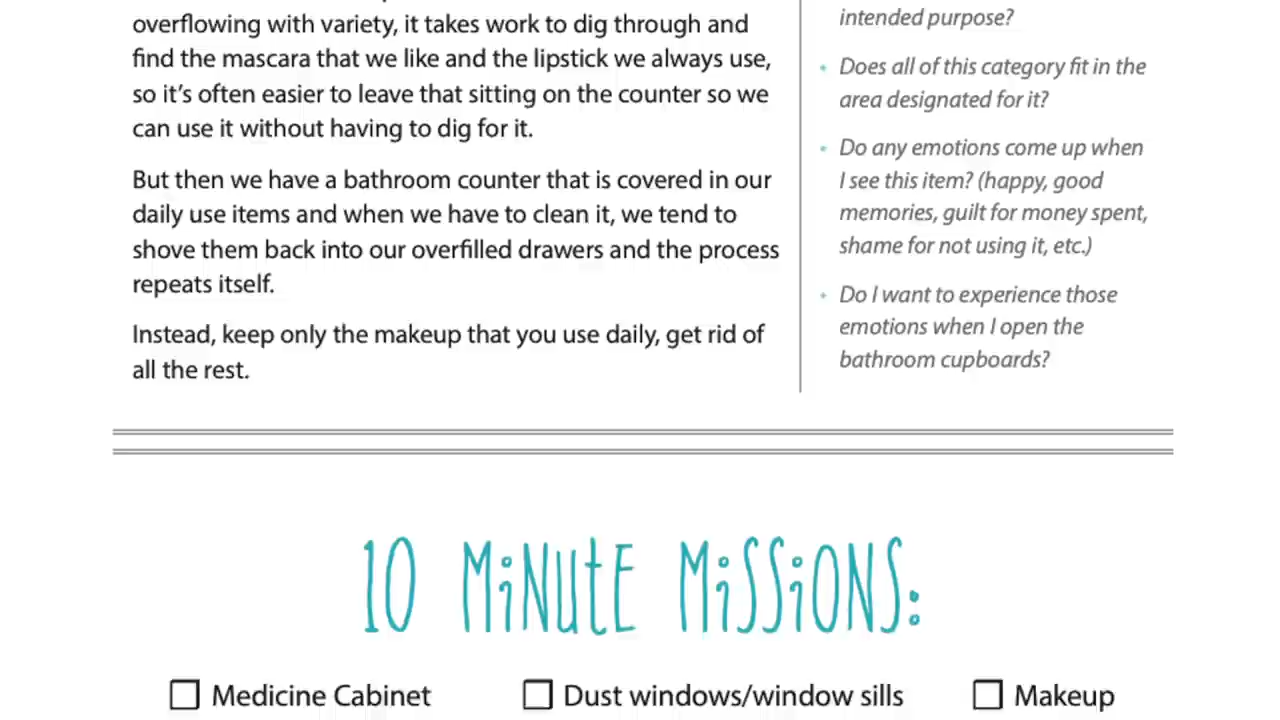 overflowing with variety, it takes work to dig through and
find the mascara that we like and the lipstick we always use,
so it's often easier to leave that sitting on the counter so we
can use it without having to dig for it.
But then we have a bathroom counter that is covered in our
daily use items and when we have to clean it, we tend to
shove them back into our overfilled drawers and the process
repeats itself.
Instead, keep only the makeup that you use daily, get rid of
all the rest.
intended purpose?
• Does all of this category fit in the
area designated for it?
• Do any emotions come up when
I see this item? (happy, good
memories, guilt for money spent,
shame for not using it, etc.)
• Do I want to experience those
emotions when I open the
bathroom cupboards?
10 MiNUtE MiSSiONS:
Medicine Cabinet
Dust windows/window sills
Makeup